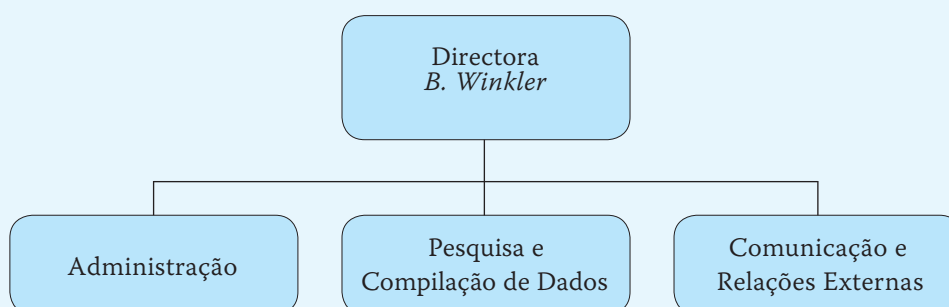 Directora
B. Winkler
Administração
Pesquisa e
Compilação de Dados
Comunicação e
Relações Externas